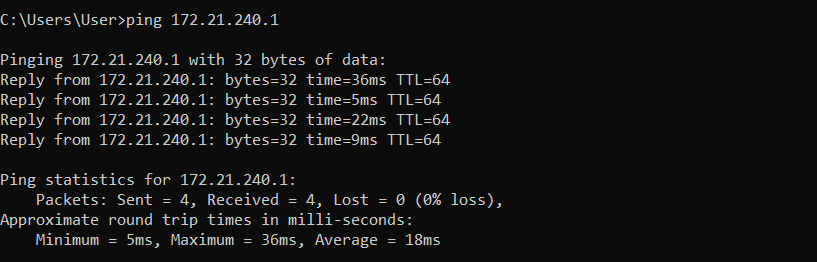 C:\Users\User>ping 172.21.240.1
Pinging 172.21.240.1 with 32 bytes of data:
Reply from 172.21.240.1: bytes=32 time=36ms TTL=64
Reply from 172.21.240.1: bytes=32 time=5ms TTL=64
Reply from 172.21.240.1: bytes=32 time=22ms TTL=64
Reply from 172.21.240.1: bytes=32 time=9ms TTL=64
Ping statistics for 172.21.240.1:
    Packets: Sent = 4, Received = 4, Lost = 0 (0% loss),
Approximate round trip times in milli-seconds:
    Minimum = 5ms, Maximum = 36ms, Average = 18ms